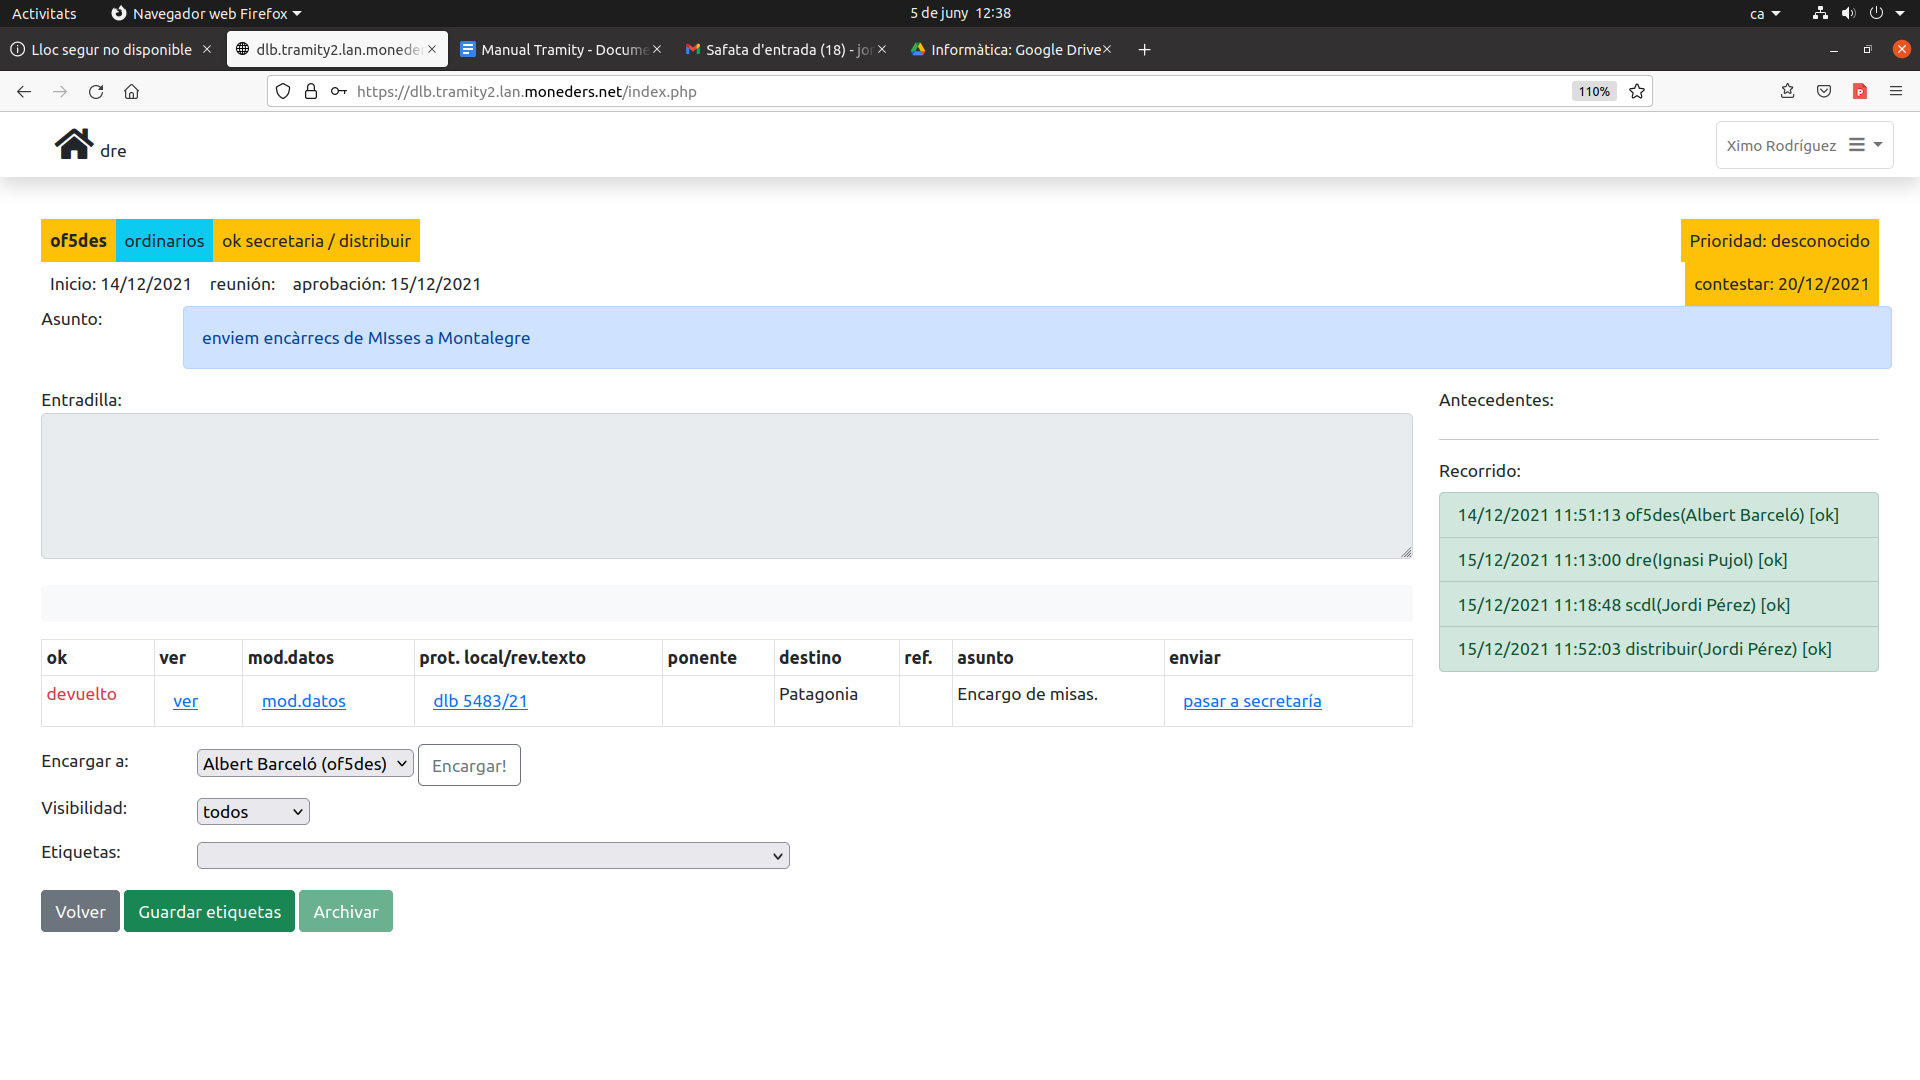 Activitats
Navegador web Firefox
5 de juny 12:38
ca
Lloc segur no disponible
dlb.tramity2.lan.moneder
Manual Tramity - Docume
Safata d'entrada (18) - jo
Informàtica: Google Drive
https://dlb.tramity2.lan.moneders.net/index.php
110%
dre
Ximo Rodríguez
of5des ordinarios ok secretaria / distribuir
Prioridad: desconocido
Inicio: 14/12/2021 reunión: aprobación: 15/12/2021
contestar: 20/12/2021
Asunto:
enviem encàrrecs de MIsses a Montalegre
Entradilla:
Antecedentes:
Recorrido:
14/12/2021 11:51:13 of5des(Albert Barceló) [ok]
15/12/2021 11:13:00 dre(Ignasi Pujol) [ok]
15/12/2021 11:18:48 scdl(Jordi Pérez) [ok]
15/12/2021 11:52:03 distribuir(Jordi Pérez) [ok]
ok ver mod.datos prot. local/rev.texto ponente destino ref. asunto enviar
devuelto ver mod.datos dlb 5483/21 Patagonia Encargo de misas. pasar a secretaría
Encargar a: Albert Barceló (of5des) Encargar!
Visibilidad: todos
Etiquetas:
Volver Guardar etiquetas Archivar